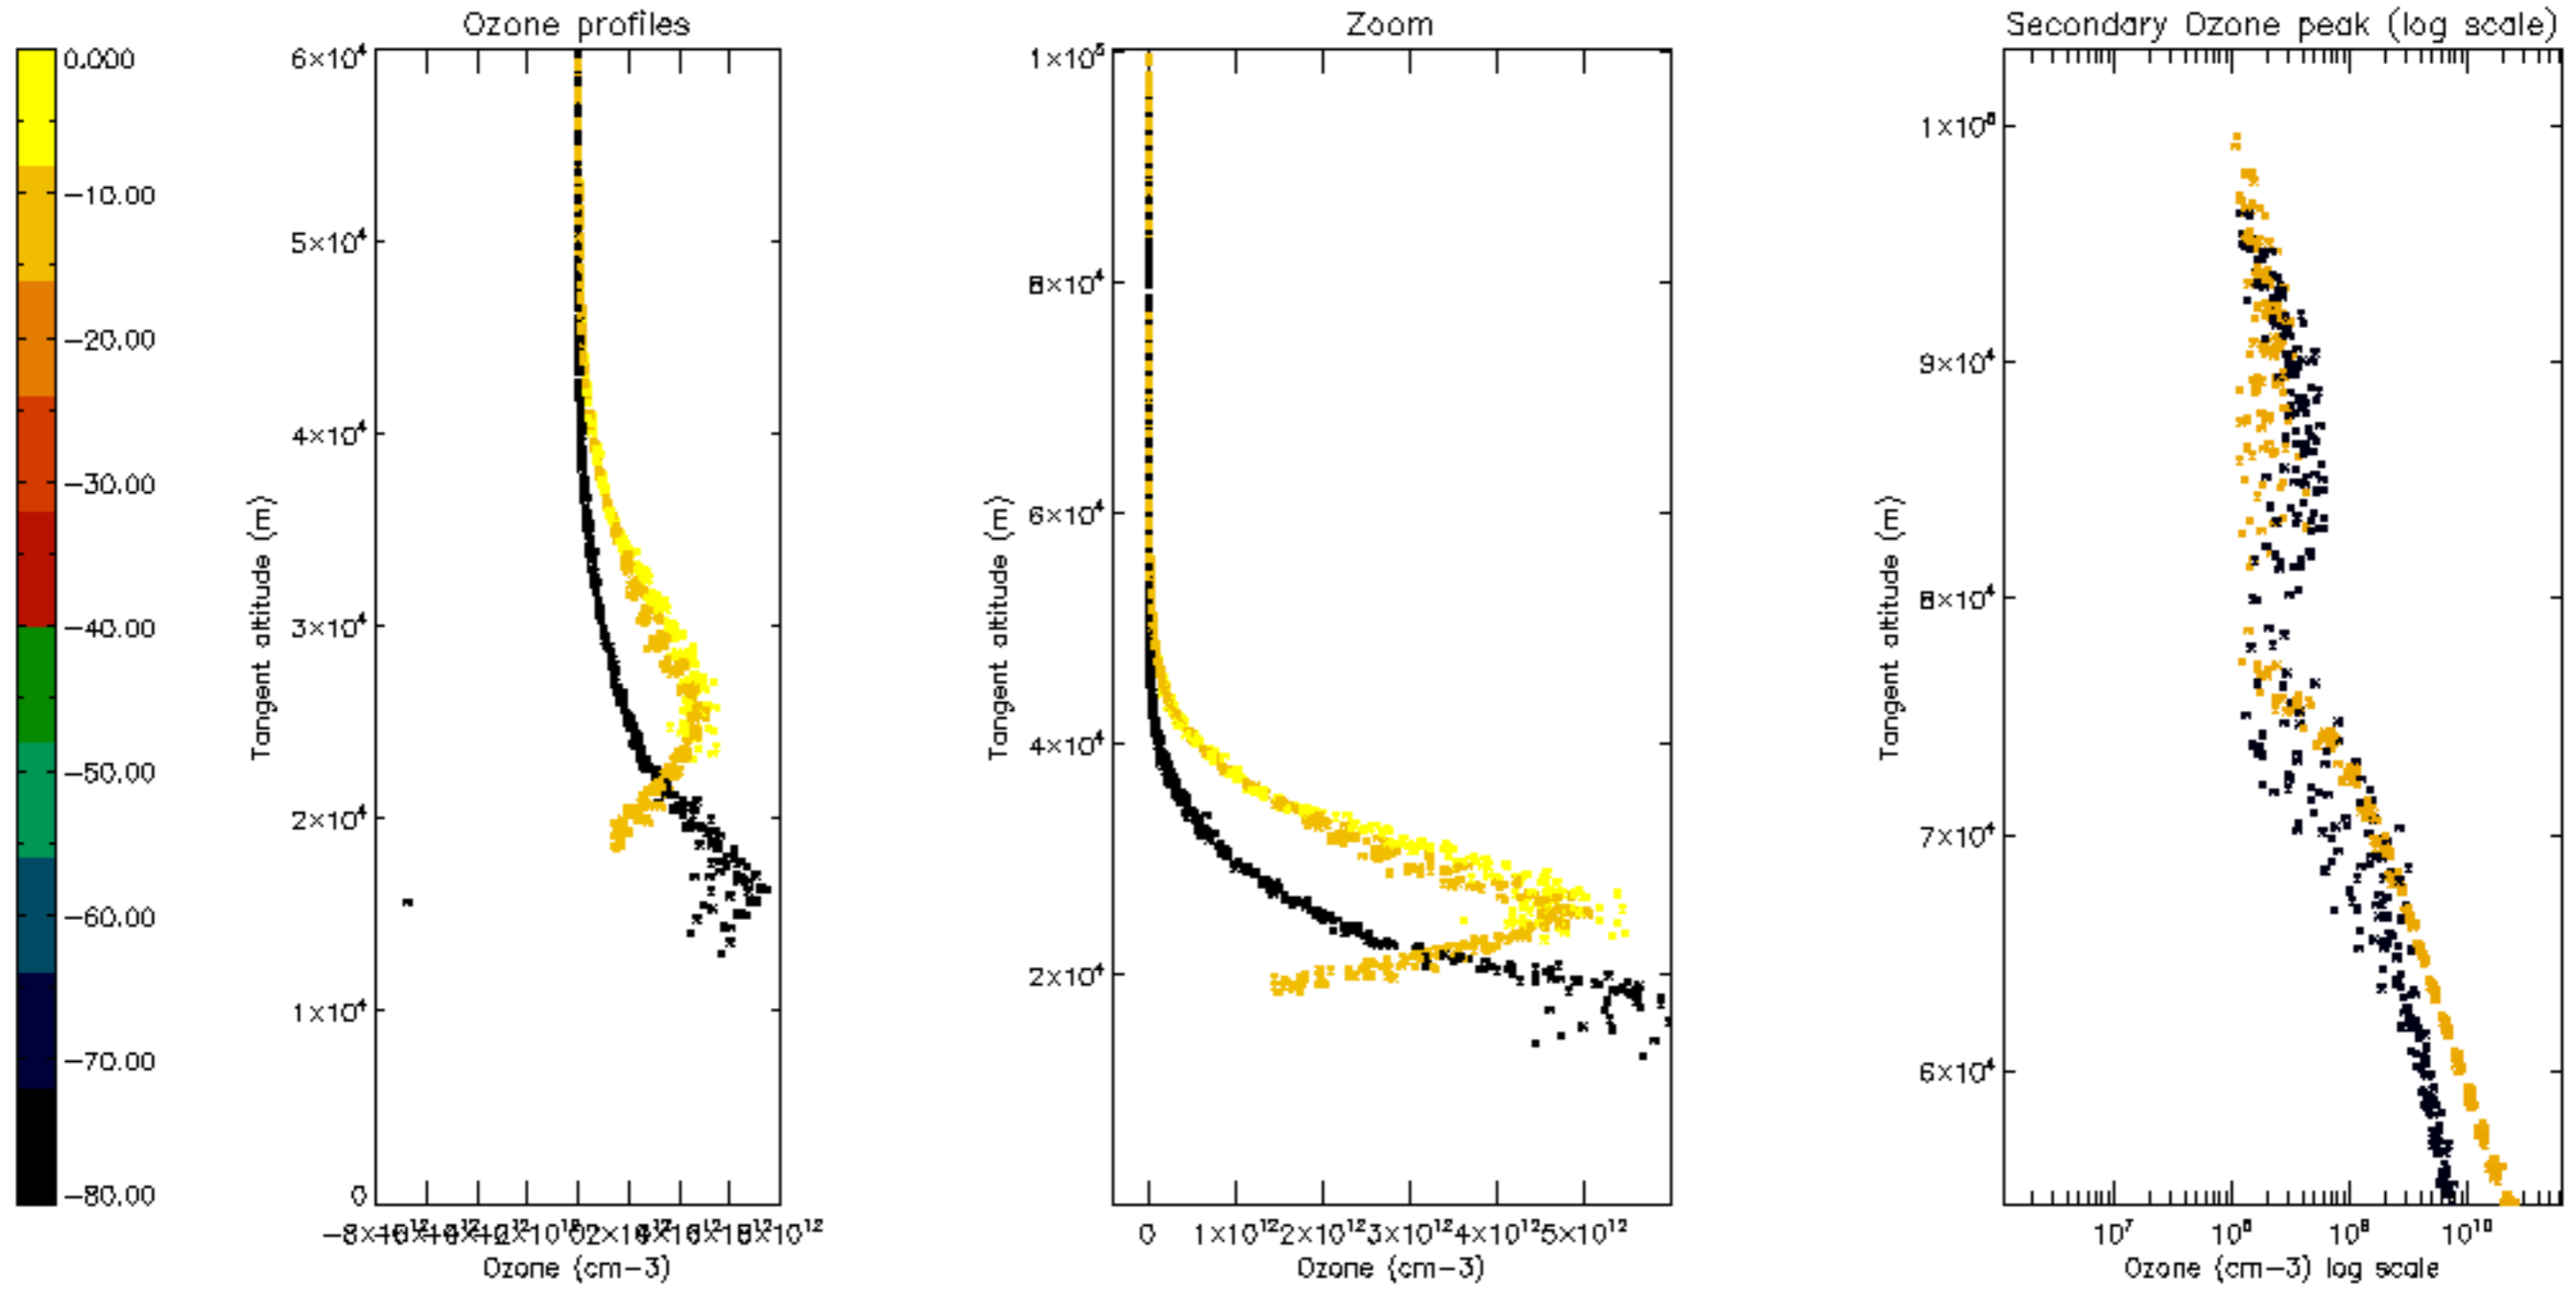 Ozone profiles
Zoom
Secondary Ozone peak (log scale)
0.000
−10.00
−20.00
−30.00
−40.00
−50.00
−60.00
−70.00
−80.00
6×10⁴
5×10⁴
4×10⁴
3×10⁴
2×10⁴
1×10⁴
0
Tangent altitude (m)
Ozone (cm−3)
1×10⁵
8×10⁴
6×10⁴
4×10⁴
2×10⁴
Tangent altitude (m)
0 1×10¹² 2×10¹² 3×10¹² 4×10¹² 5×10¹²
Ozone (cm−3)
1×10⁵
9×10⁴
8×10⁴
7×10⁴
6×10⁴
Tangent altitude (m)
10⁷ 10⁸ 10⁹ 10¹⁰
Ozone (cm−3) log scale